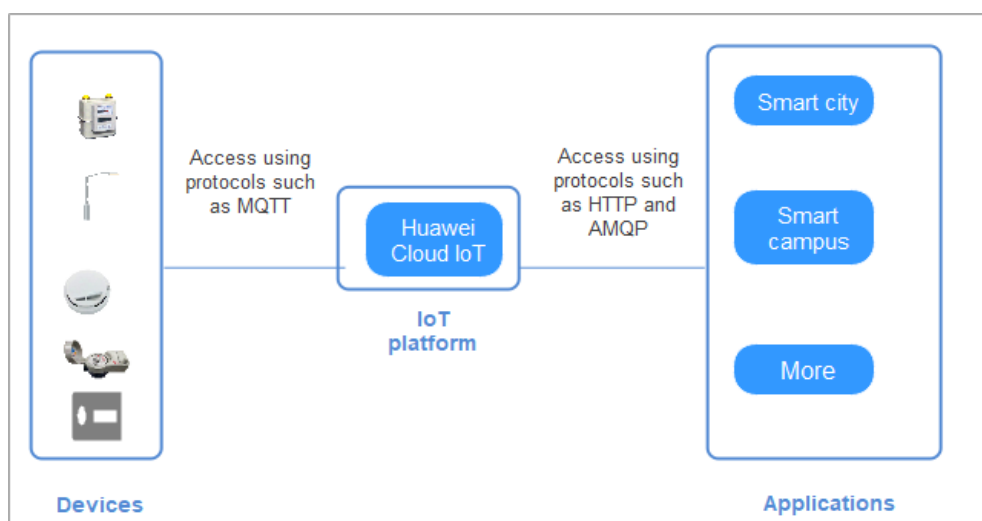 Access using
protocols such
as MQTT
Huawei
Cloud IoT
IoT
platform
Access using
protocols such
as HTTP and
AMQP
Smart city
Smart
campus
More
Devices
Applications